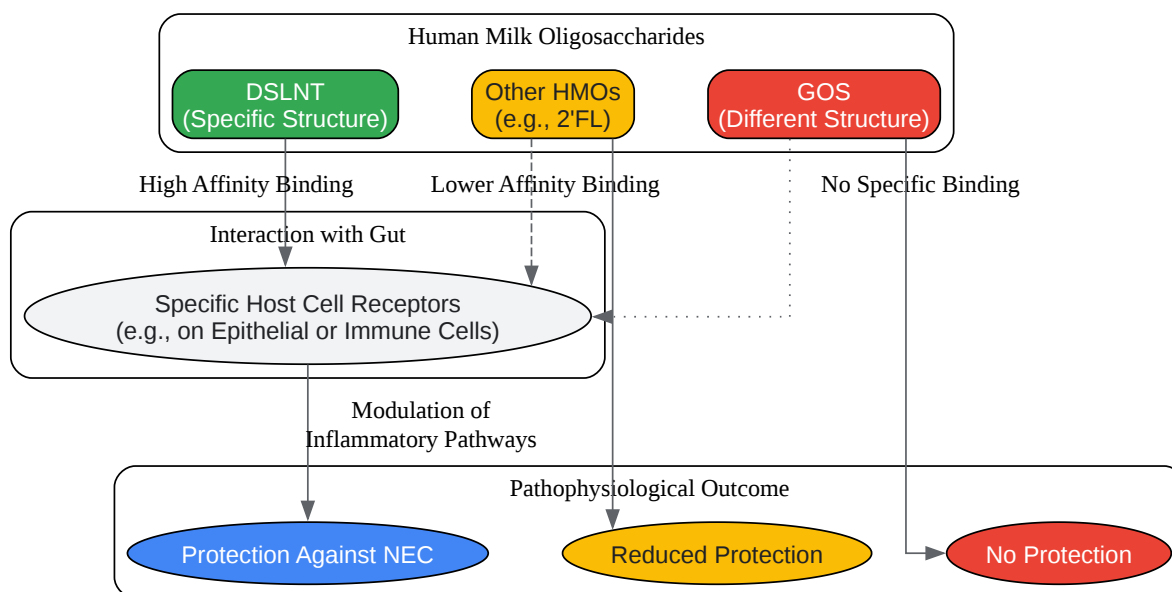 Human Milk Oligosaccharides
DSLNT
(Specific Structure)
Other HMOs
(e.g., 2'FL)
GOS
(Different Structure)
High Affinity Binding
Lower Affinity Binding
No Specific Binding
Interaction with Gut
Specific Host Cell Receptors
(e.g., on Epithelial or Immune Cells)
Modulation of
Inflammatory Pathways
Pathophysiological Outcome
Protection Against NEC
Reduced Protection
No Protection